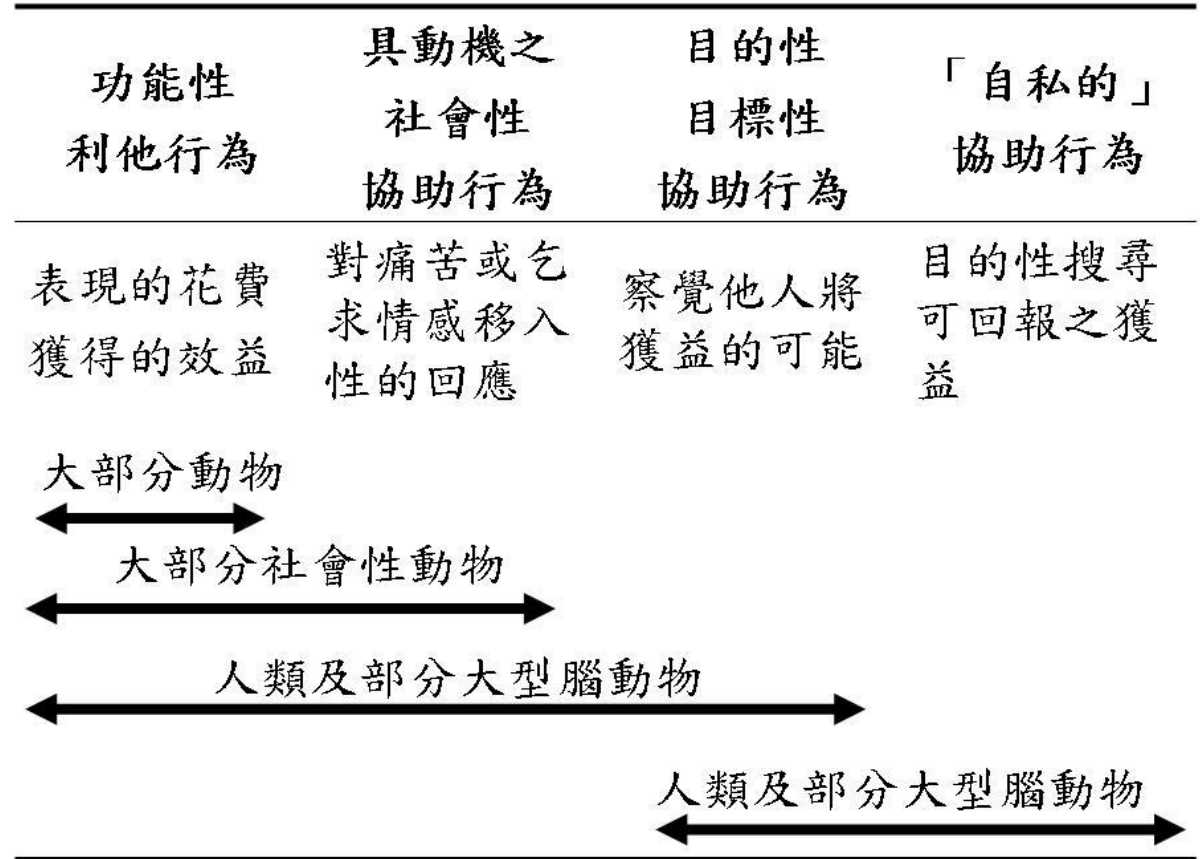 功能性
利他行為
具動機之
社會性
協助行為
目的性
目標性
協助行為
「自私的」
協助行為
表現的花費
獲得的效益
對痛苦或乞
求情感移入
性的回應
察覺他人將
獲益的可能
目的性搜尋
可回報之獲
益
大部分動物
大部分社會性動物
人類及部分大型腦動物
人類及部分大型腦動物